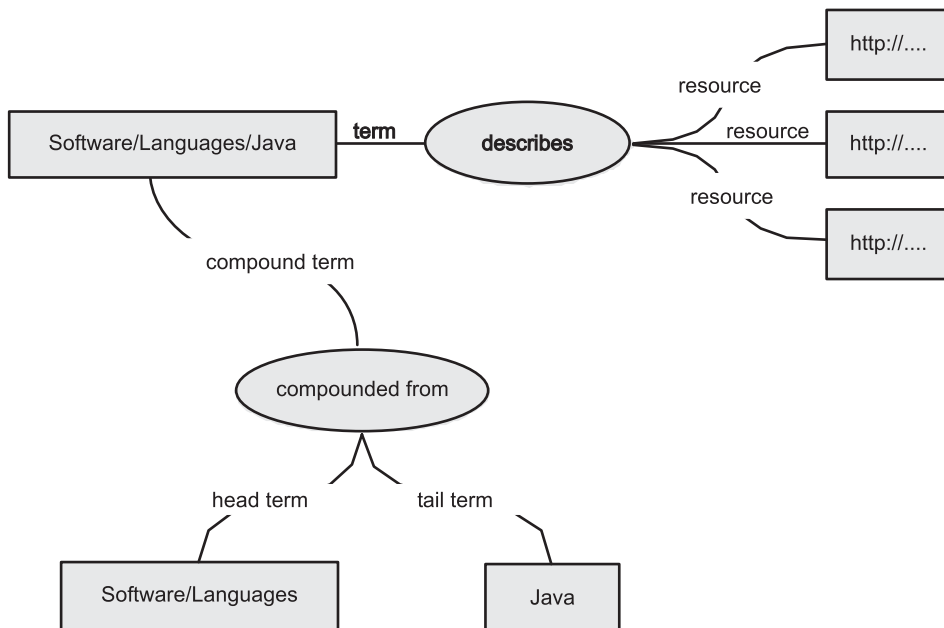 http://....
resource
Software/Languages/Java
term
describes
resource
http://....
resource
http://....
compound term
compounded from
head term
tail term
Software/Languages
Java